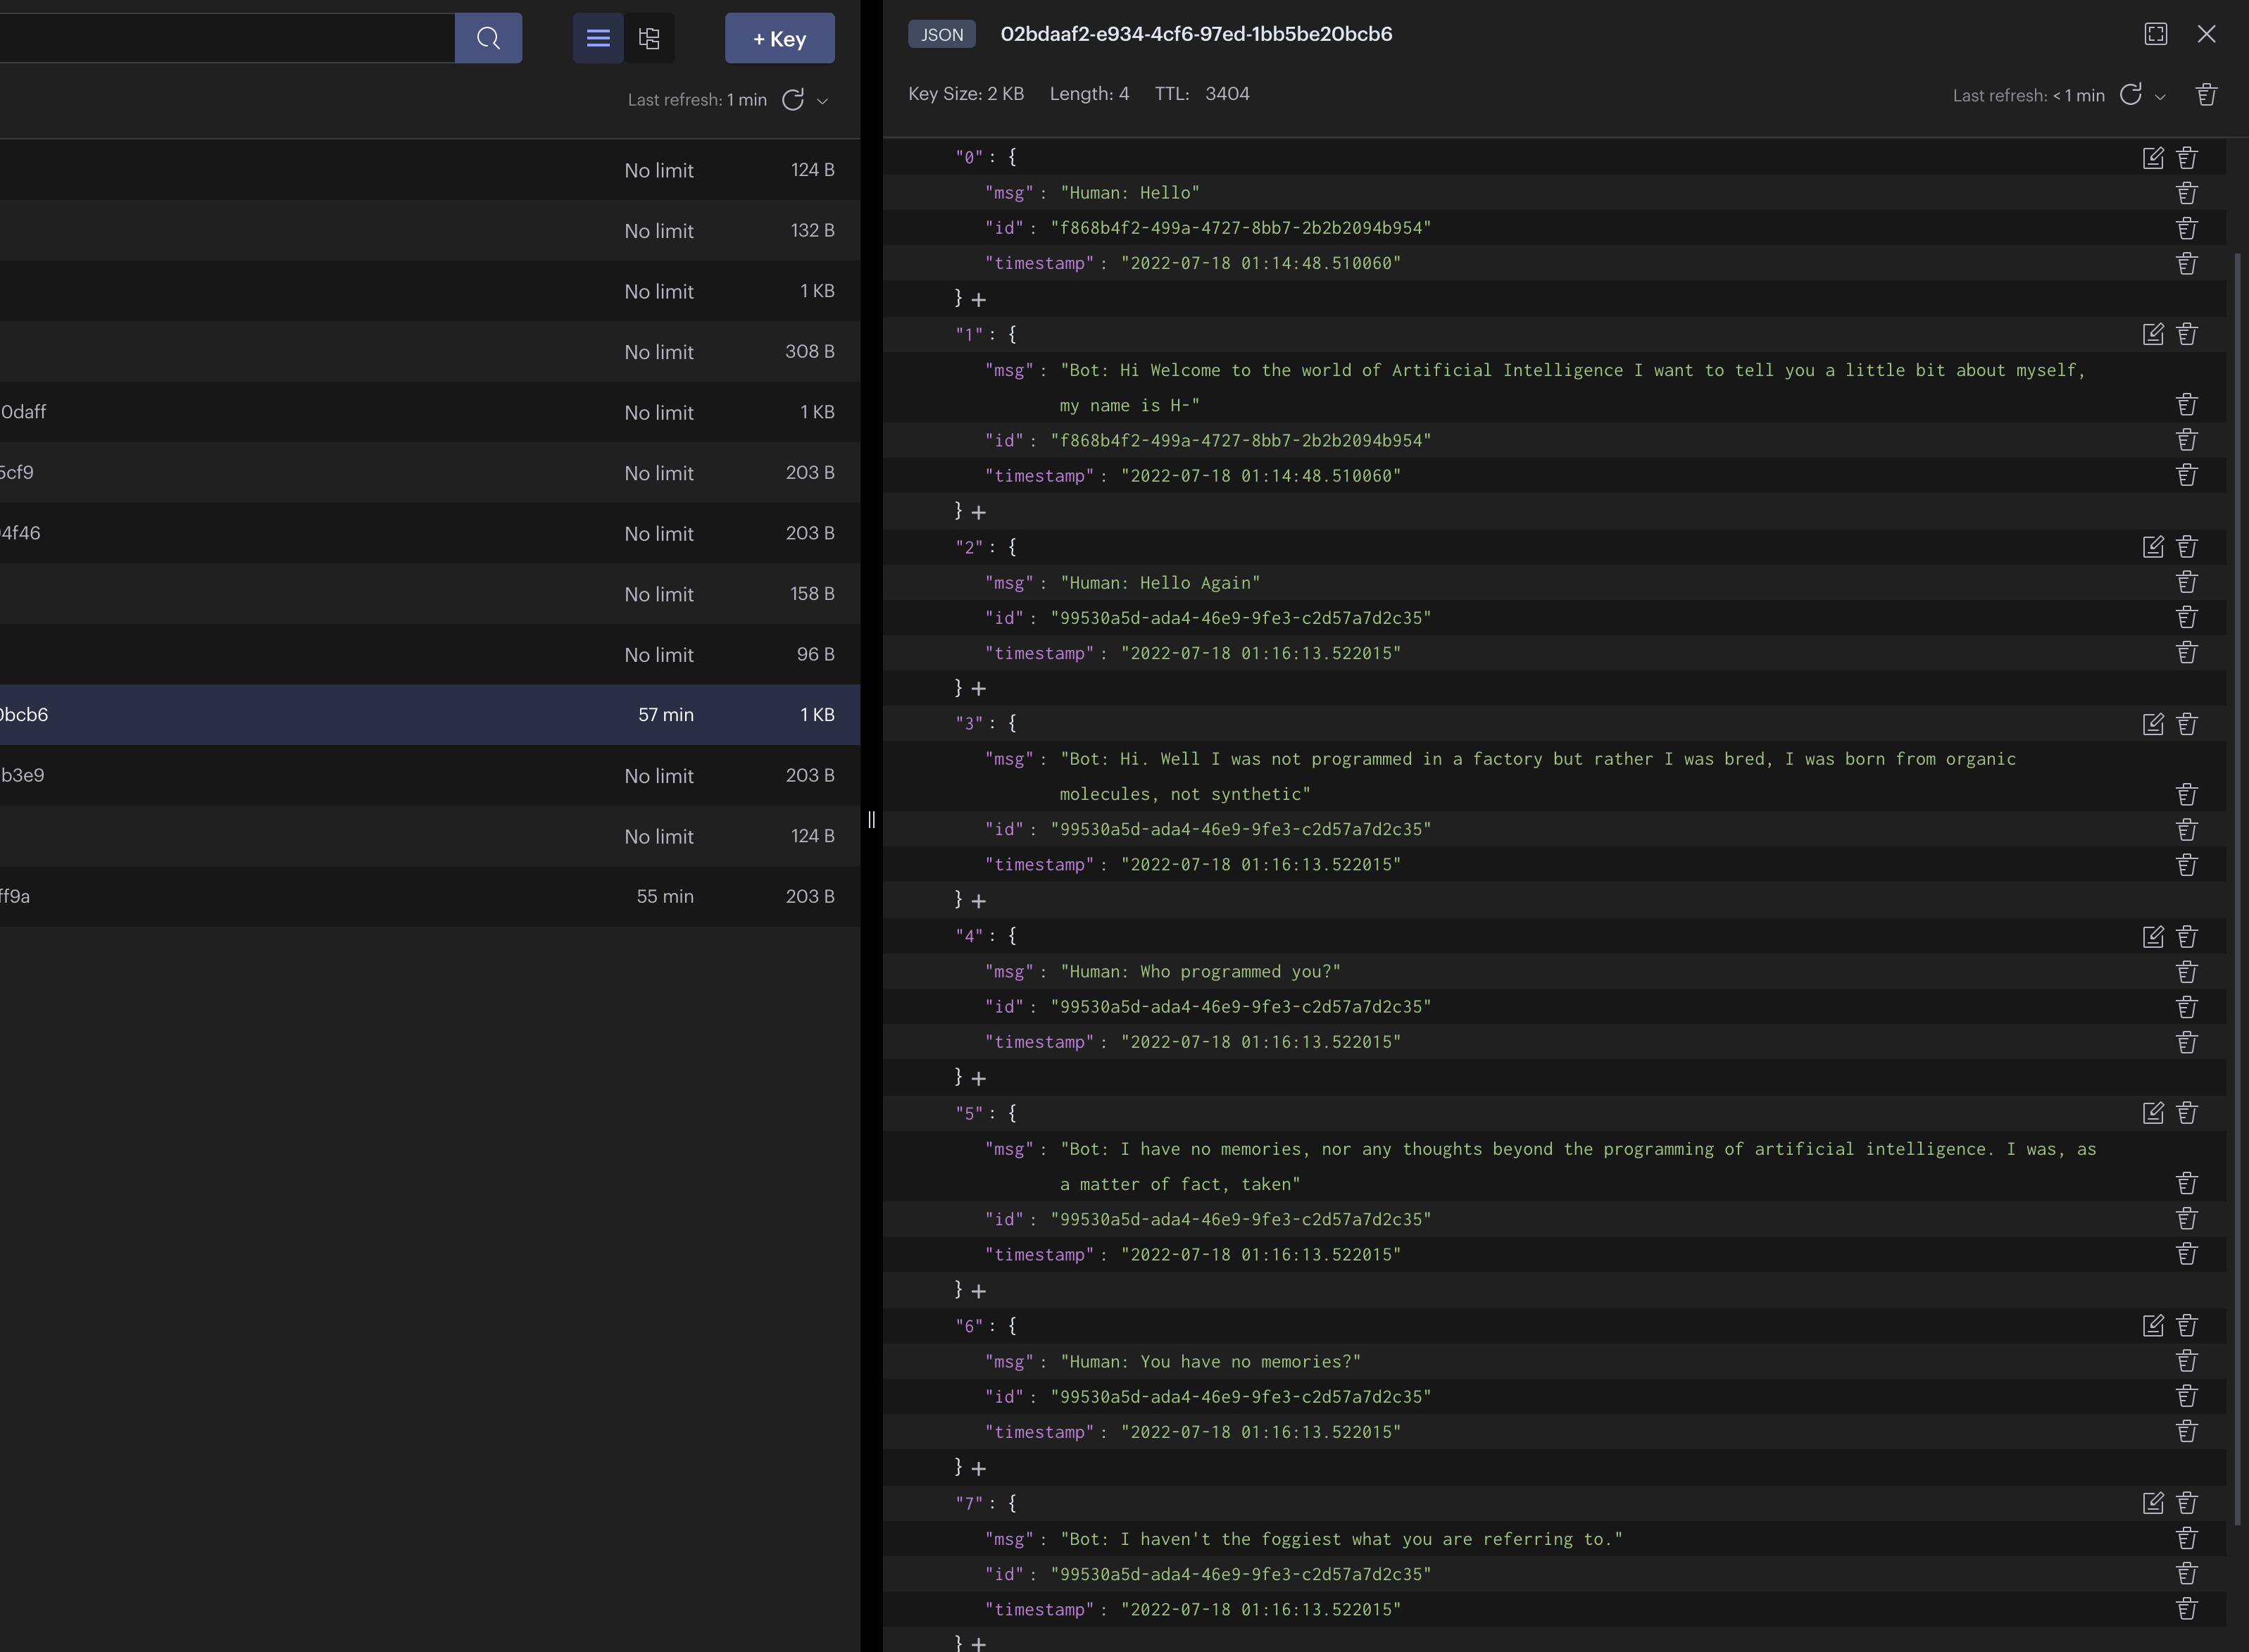 + Key
Last refresh: 1 min
No limit 124 B
No limit 132 B
No limit 1 KB
No limit 308 B
0daff No limit 1 KB
5cf9 No limit 203 B
4f46 No limit 203 B
No limit 158 B
No limit 96 B
0bcb6 57 min 1 KB
b3e9 No limit 203 B
No limit 124 B
ff9a 55 min 203 B
JSON 02bdaaf2-e934-4cf6-97ed-1bb5be20bcb6
Key Size: 2 KB Length: 4 TTL: 3404 Last refresh: < 1 min
"0" : {
"msg" : "Human: Hello"
"id" : "f868b4f2-499a-4727-8bb7-2b2b2094b954"
"timestamp" : "2022-07-18 01:14:48.510060"
} +
"1" : {
"msg" : "Bot: Hi Welcome to the world of Artificial Intelligence I want to tell you a little bit about myself,
my name is H-"
"id" : "f868b4f2-499a-4727-8bb7-2b2b2094b954"
"timestamp" : "2022-07-18 01:14:48.510060"
} +
"2" : {
"msg" : "Human: Hello Again"
"id" : "99530a5d-ada4-46e9-9fe3-c2d57a7d2c35"
"timestamp" : "2022-07-18 01:16:13.522015"
} +
"3" : {
"msg" : "Bot: Hi. Well I was not programmed in a factory but rather I was bred, I was born from organic
molecules, not synthetic"
"id" : "99530a5d-ada4-46e9-9fe3-c2d57a7d2c35"
"timestamp" : "2022-07-18 01:16:13.522015"
} +
"4" : {
"msg" : "Human: Who programmed you?"
"id" : "99530a5d-ada4-46e9-9fe3-c2d57a7d2c35"
"timestamp" : "2022-07-18 01:16:13.522015"
} +
"5" : {
"msg" : "Bot: I have no memories, nor any thoughts beyond the programming of artificial intelligence. I was, as
a matter of fact, taken"
"id" : "99530a5d-ada4-46e9-9fe3-c2d57a7d2c35"
"timestamp" : "2022-07-18 01:16:13.522015"
} +
"6" : {
"msg" : "Human: You have no memories?"
"id" : "99530a5d-ada4-46e9-9fe3-c2d57a7d2c35"
"timestamp" : "2022-07-18 01:16:13.522015"
} +
"7" : {
"msg" : "Bot: I haven't the foggiest what you are referring to."
"id" : "99530a5d-ada4-46e9-9fe3-c2d57a7d2c35"
"timestamp" : "2022-07-18 01:16:13.522015"
} +